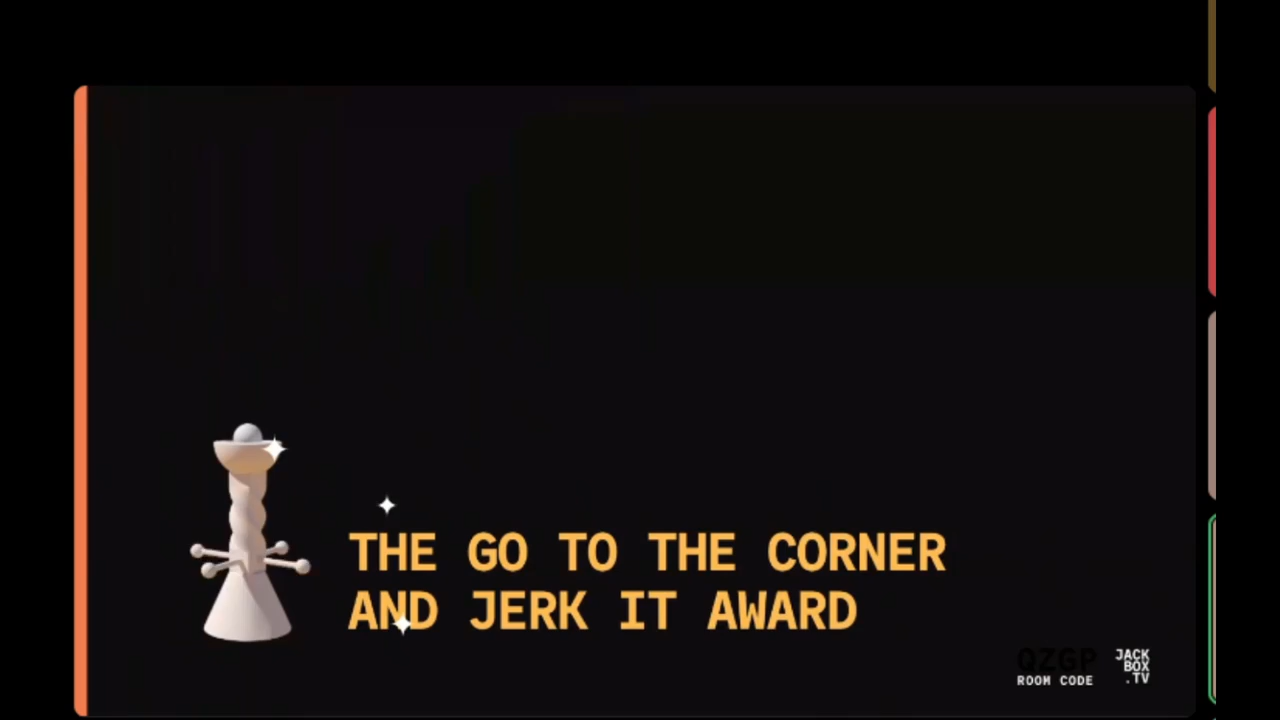 THE GO TO THE CORNER
AND JERK IT AWARD
QZGP
ROOM CODE
JACK
BOX
.TV